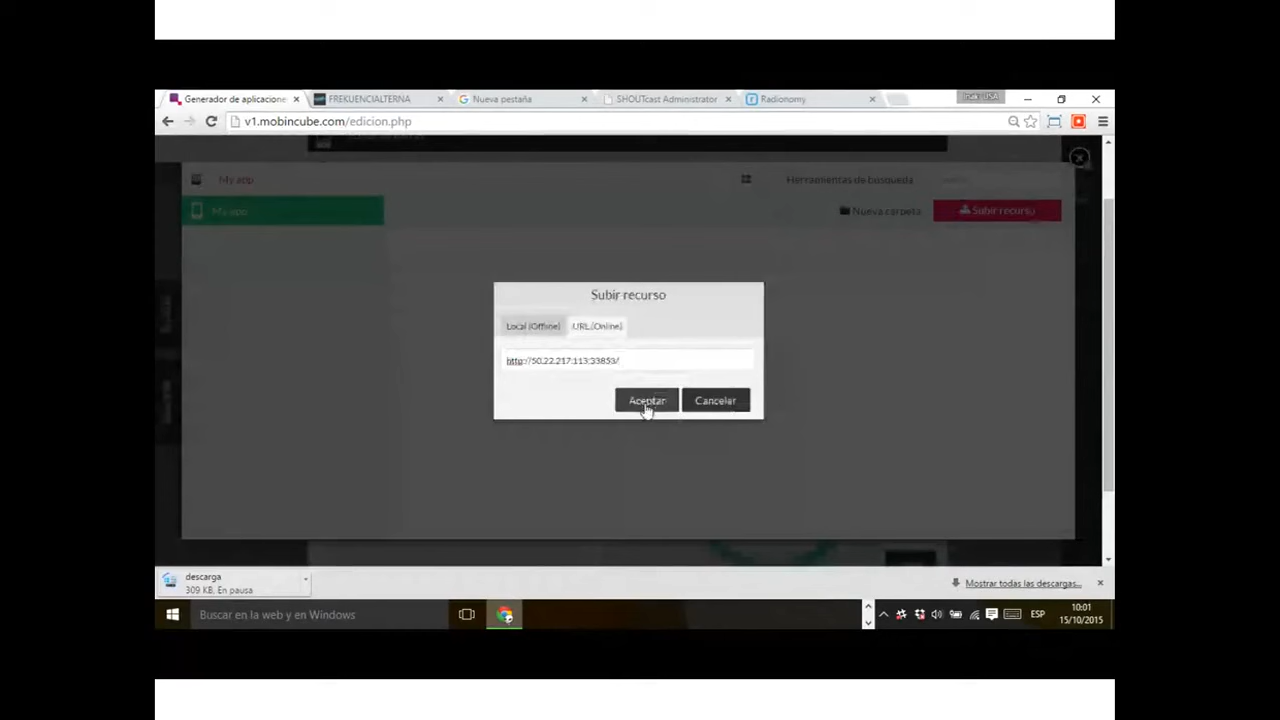 Generador de aplicacione
FREKUENCIALTERNA
Nueva pestaña
SHOUTcast Administrator
Radionomy
v1.mobincube.com/edicion.php
My app
Herramientas de búsqueda
My app
Nueva carpeta
Subir recurso
Subir recurso
Local (Offline)
URL (Online)
http://50.22.217.113:33853/
Aceptar
Cancelar
descarga
309 KB, En pausa
Mostrar todas las descargas...
Buscar en la web y en Windows
ESP
10:01
15/10/2015